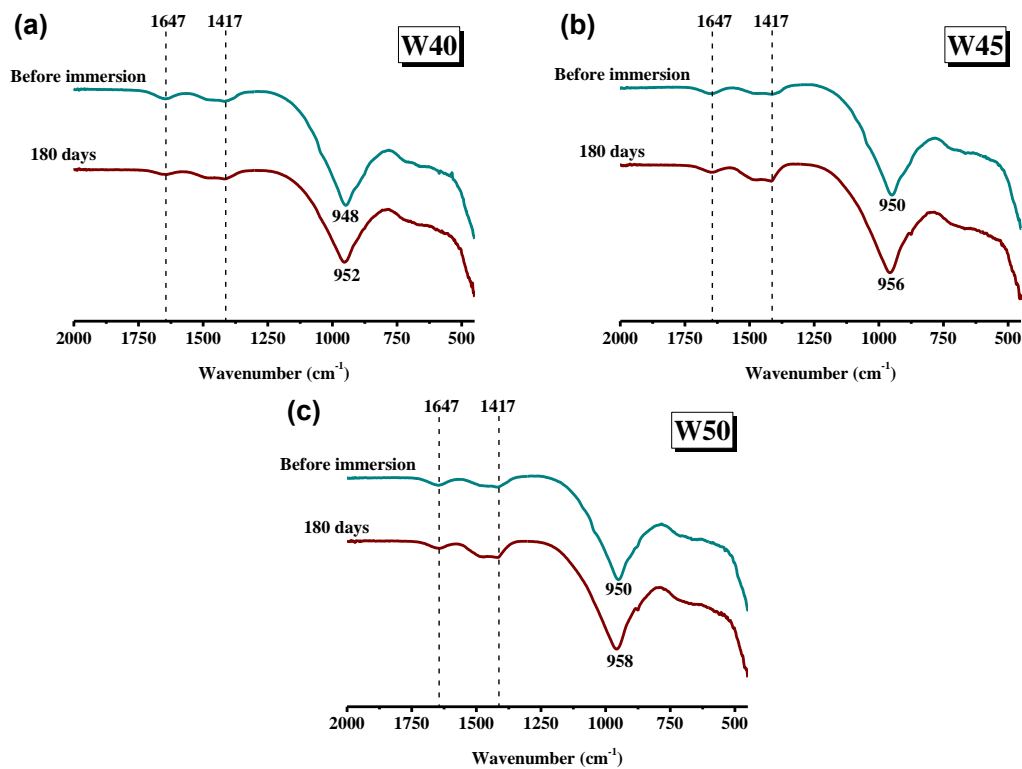 (a)
1647 1417
W40
Before immersion
180 days
948
952
2000 1750 1500 1250 1000 750 500
Wavenumber (cm⁻¹)
(b)
1647 1417
W45
Before immersion
180 days
950
956
2000 1750 1500 1250 1000 750 500
Wavenumber (cm⁻¹)
(c)
1647 1417
W50
Before immersion
180 days
950
958
2000 1750 1500 1250 1000 750 500
Wavenumber (cm⁻¹)